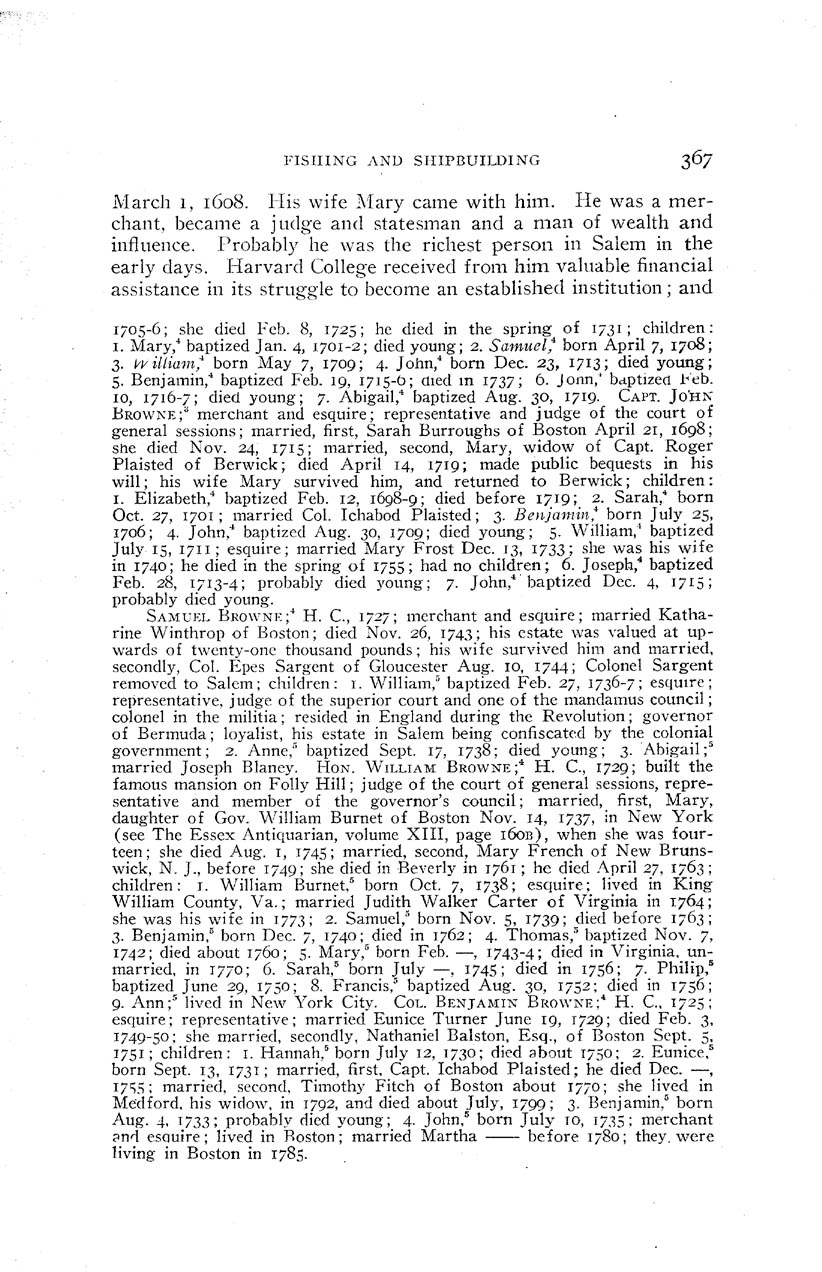 FISHING AND SHIPBUILDING 367
March 1, 1608. His wife Mary came with him. He was a mer-
chant, became a judge and statesman and a man of wealth and
influence. Probably he was the richest person in Salem in the
early days. Harvard College received from him valuable financial
assistance in its struggle to become an established institution; and
1705-6; she died Feb. 8, 1725; he died in the spring of 1731; children:
1. Mary,⁴ baptized Jan. 4, 1701-2; died young; 2. Samuel,⁴ born April 7, 1708;
3. William,⁴ born May 7, 1709; 4. John,⁴ born Dec. 23, 1713; died young;
5. Benjamin,⁴ baptized Feb. 19, 1715-6; died in 1737; 6. John,⁴ baptized Feb.
10, 1716-7; died young; 7. Abigail,⁴ baptized Aug. 30, 1719. CAPT. JOHN
BROWNE;³ merchant and esquire; representative and judge of the court of
general sessions; married, first, Sarah Burroughs of Boston April 21, 1698;
she died Nov. 24, 1715; married, second, Mary, widow of Capt. Roger
Plaisted of Berwick; died April 14, 1719; made public bequests in his
will; his wife Mary survived him, and returned to Berwick; children:
1. Elizabeth,⁴ baptized Feb. 12, 1698-9; died before 1719; 2. Sarah,⁴ born
Oct. 27, 1701; married Col. Ichabod Plaisted; 3. Benjamin,⁴ born July 25,
1706; 4. John,⁴ baptized Aug. 30, 1709; died young; 5. William,⁴ baptized
July 15, 1711; esquire; married Mary Frost Dec. 13, 1733; she was his wife
in 1740; he died in the spring of 1755; had no children; 6. Joseph,⁴ baptized
Feb. 28, 1713-4; probably died young; 7. John,⁴ baptized Dec. 4, 1715;
probably died young.
SAMUEL BROWNE;⁴ H. C., 1727; merchant and esquire; married Katha-
rine Winthrop of Boston; died Nov. 26, 1743; his estate was valued at up-
wards of twenty-one thousand pounds; his wife survived him and married,
secondly, Col. Epes Sargent of Gloucester Aug. 10, 1744; Colonel Sargent
removed to Salem; children: 1. William,⁵ baptized Feb. 27, 1736-7; esquire;
representative, judge of the superior court and one of the mandamus council;
colonel in the militia; resided in England during the Revolution; governor
of Bermuda; loyalist, his estate in Salem being confiscated by the colonial
government; 2. Anne,⁵ baptized Sept. 17, 1738; died young; 3. Abigail;⁵
married Joseph Blaney. HON. WILLIAM BROWNE;⁴ H. C., 1729; built the
famous mansion on Folly Hill; judge of the court of general sessions, repre-
sentative and member of the governor's council; married, first, Mary,
daughter of Gov. William Burnet of Boston Nov. 14, 1737, in New York
(see The Essex Antiquarian, volume XIII, page 160B), when she was four-
teen; she died Aug. 1, 1745; married, second, Mary French of New Bruns-
wick, N. J., before 1749; she died in Beverly in 1761; he died April 27, 1763;
children: 1. William Burnet,⁵ born Oct. 7, 1738; esquire; lived in King
William County, Va.; married Judith Walker Carter of Virginia in 1764;
she was his wife in 1773; 2. Samuel,⁵ born Nov. 5, 1739; died before 1763;
3. Benjamin,⁵ born Dec. 7, 1740; died in 1762; 4. Thomas,⁵ baptized Nov. 7,
1742; died about 1760; 5. Mary,⁵ born Feb. —, 1743-4; died in Virginia, un-
married, in 1770; 6. Sarah,⁵ born July —, 1745; died in 1756; 7. Philip,⁵
baptized June 29, 1750; 8. Francis,⁵ baptized Aug. 30, 1752; died in 1756;
9. Ann;⁵ lived in New York City. COL. BENJAMIN BROWNE;⁴ H. C., 1725;
esquire; representative; married Eunice Turner June 19, 1729; died Feb. 3,
1749-50; she married, secondly, Nathaniel Balston, Esq., of Boston Sept. 5,
1751; children: 1. Hannah,⁵ born July 12, 1730; died about 1750; 2. Eunice,⁵
born Sept. 13, 1731; married, first, Capt. Ichabod Plaisted; he died Dec. —,
1755; married, second, Timothy Fitch of Boston about 1770; she lived in
Medford, his widow, in 1792, and died about July, 1799; 3. Benjamin,⁵ born
Aug. 4, 1733; probably died young; 4. John,⁵ born July 10, 1735; merchant
and esquire; lived in Boston; married Martha —— before 1780; they were
living in Boston in 1785.